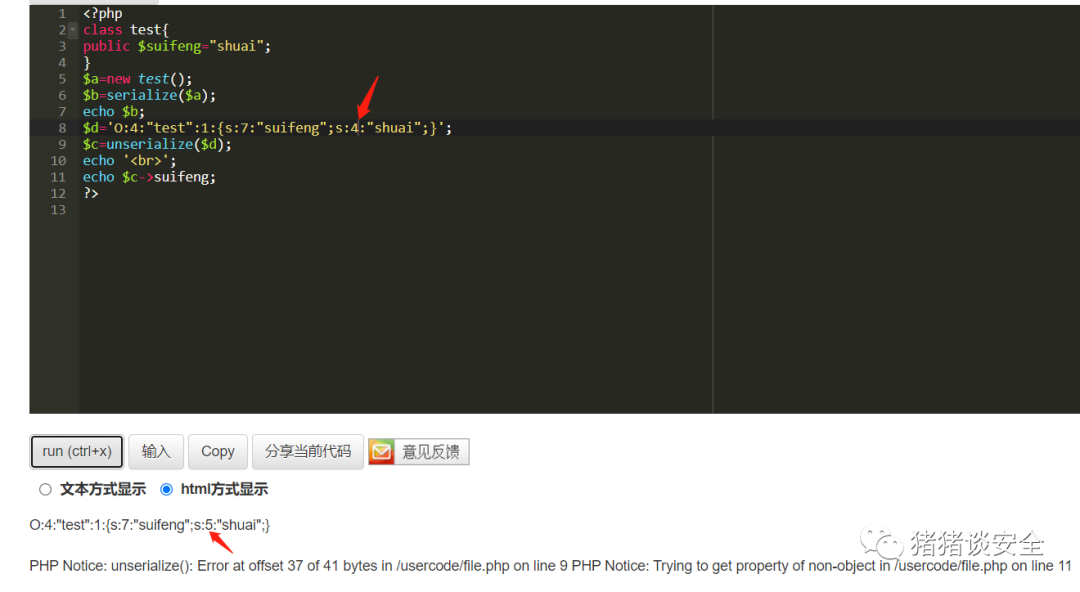 1 <?php
2 class test{
3 public $suifeng="shuai";
4 }
5 $a=new test();
6 $b=serialize($a);
7 echo $b;
8 $d='O:4:"test":1:{s:7:"suifeng";s:4:"shuai";}';
9 $c=unserialize($d);
10 echo '<br>';
11 echo $c->suifeng;
12 ?>
13
run (ctrl+x) 输入 Copy 分享当前代码 意见反馈
文本方式显示 html方式显示
O:4:"test":1:{s:7:"suifeng";s:5:"shuai";}
猪猪谈安全
PHP Notice: unserialize(): Error at offset 37 of 41 bytes in /usercode/file.php on line 9 PHP Notice: Trying to get property of non-object in /usercode/file.php on line 11